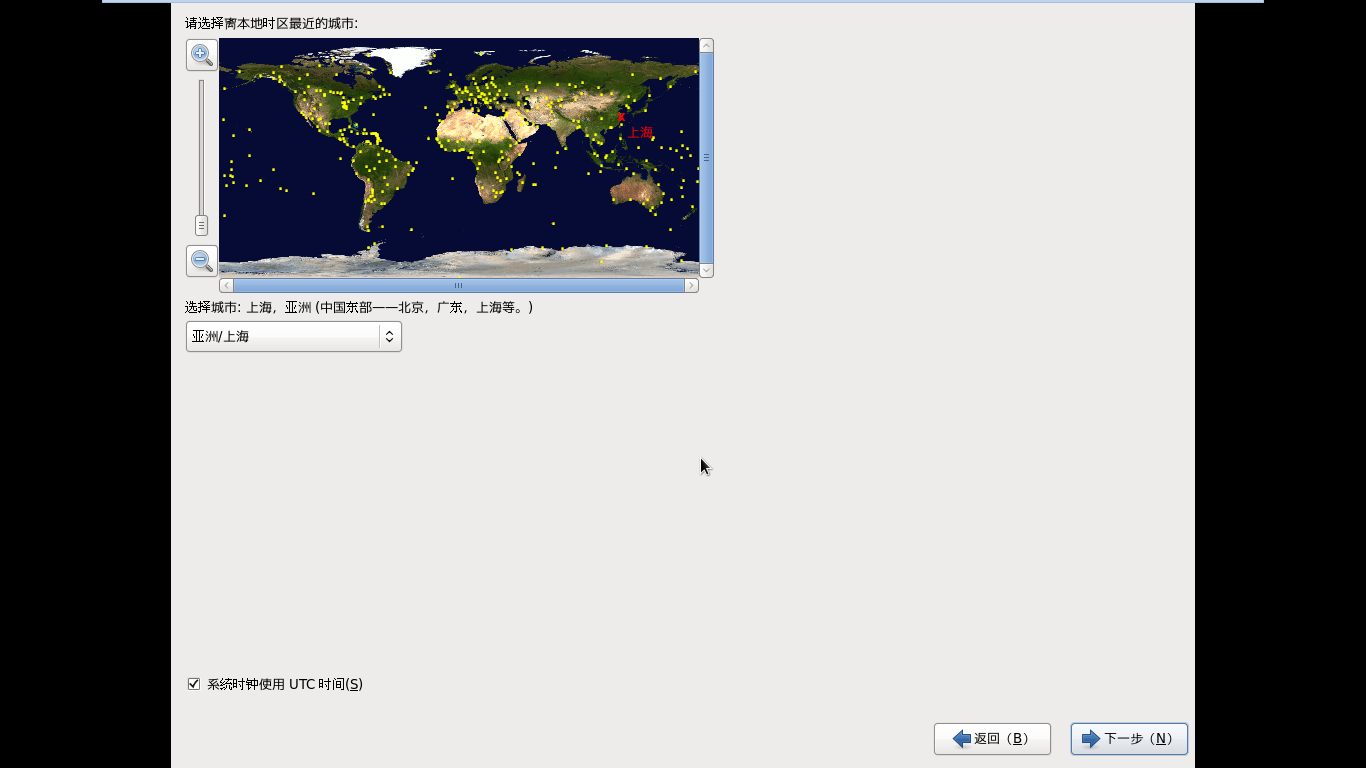 请选择离本地时区最近的城市:
上海
选择城市: 上海, 亚洲 (中国东部——北京, 广东, 上海等。)
亚洲/上海
系统时钟使用 UTC 时间(S)
返回 (B)
下一步 (N)